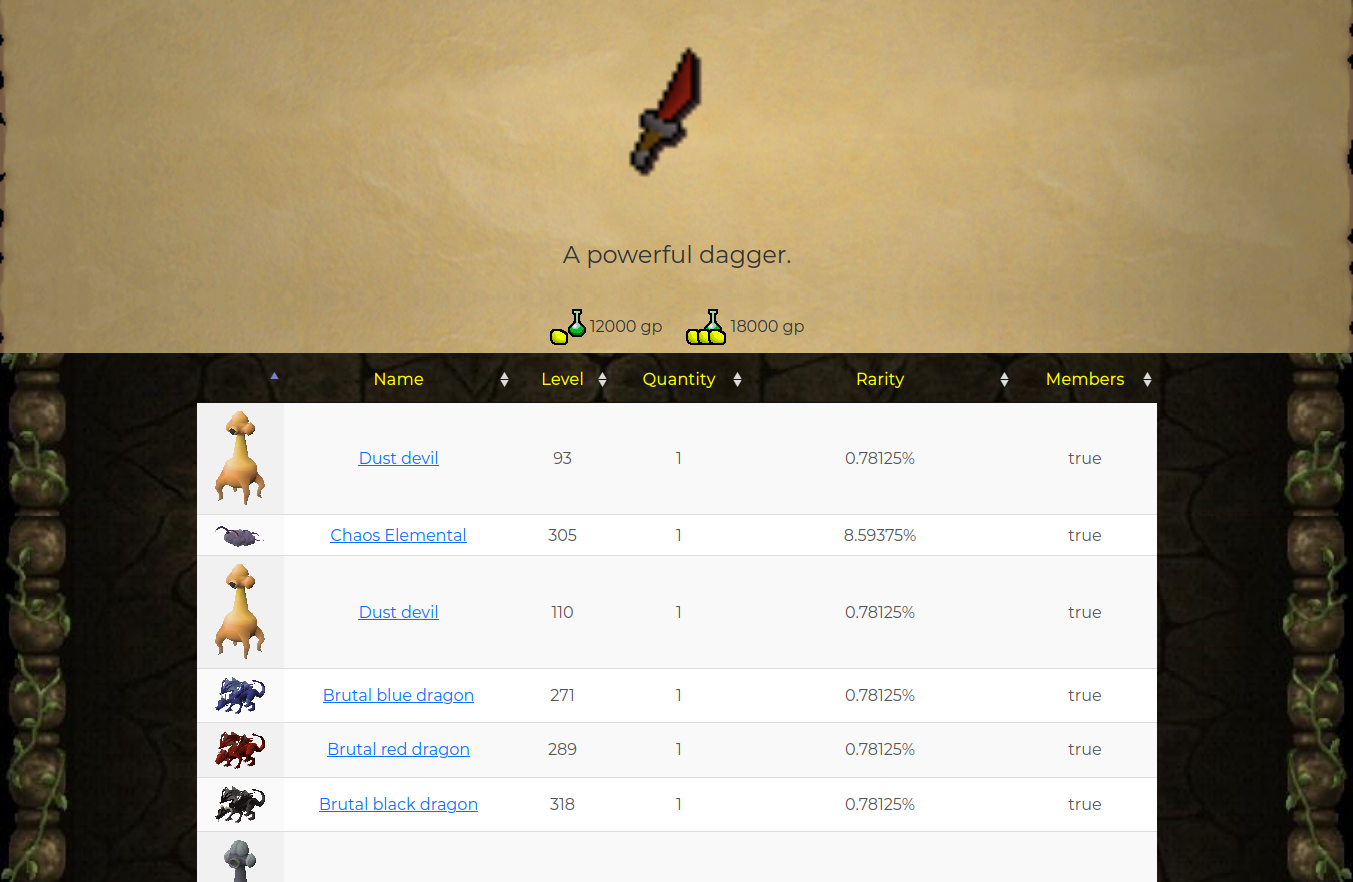 A powerful dagger.
12000 gp 18000 gp
Name Level Quantity Rarity Members
Dust devil 93 1 0.78125% true
Chaos Elemental 305 1 8.59375% true
Dust devil 110 1 0.78125% true
Brutal blue dragon 271 1 0.78125% true
Brutal red dragon 289 1 0.78125% true
Brutal black dragon 318 1 0.78125% true